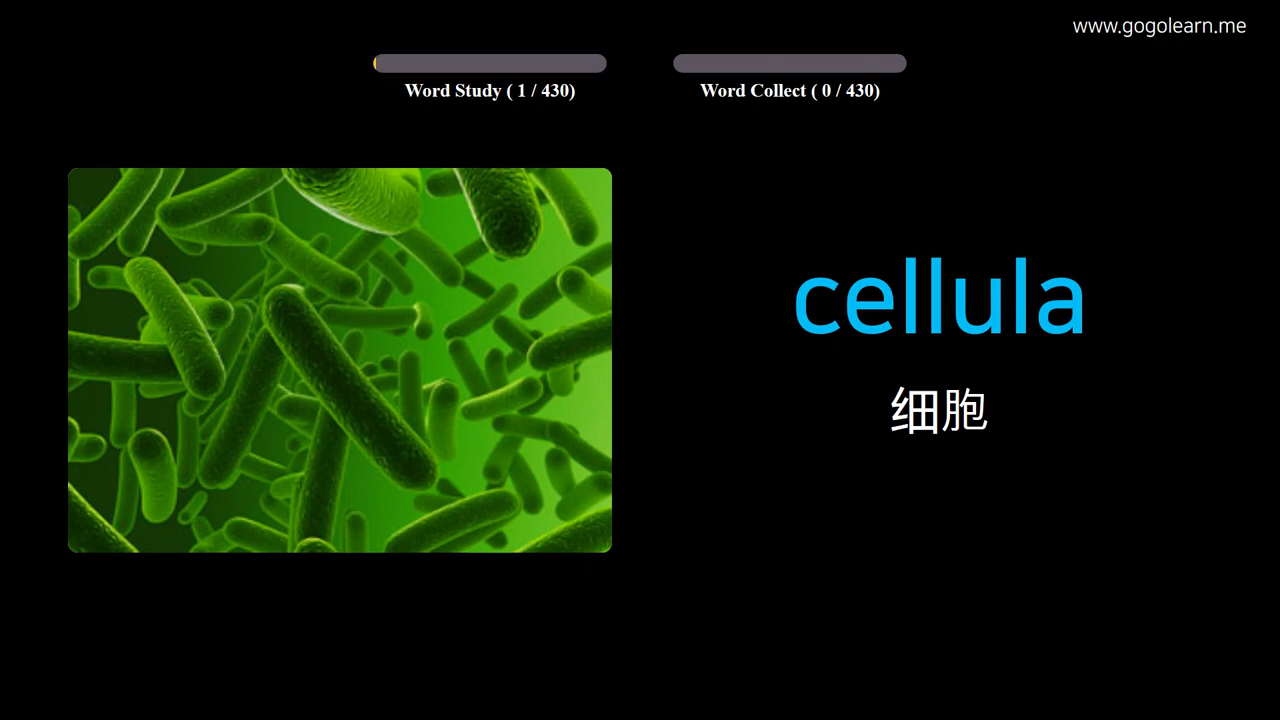 www.gogolearn.me
Word Study ( 1 / 430)
Word Collect ( 0 / 430)
cellula
细胞